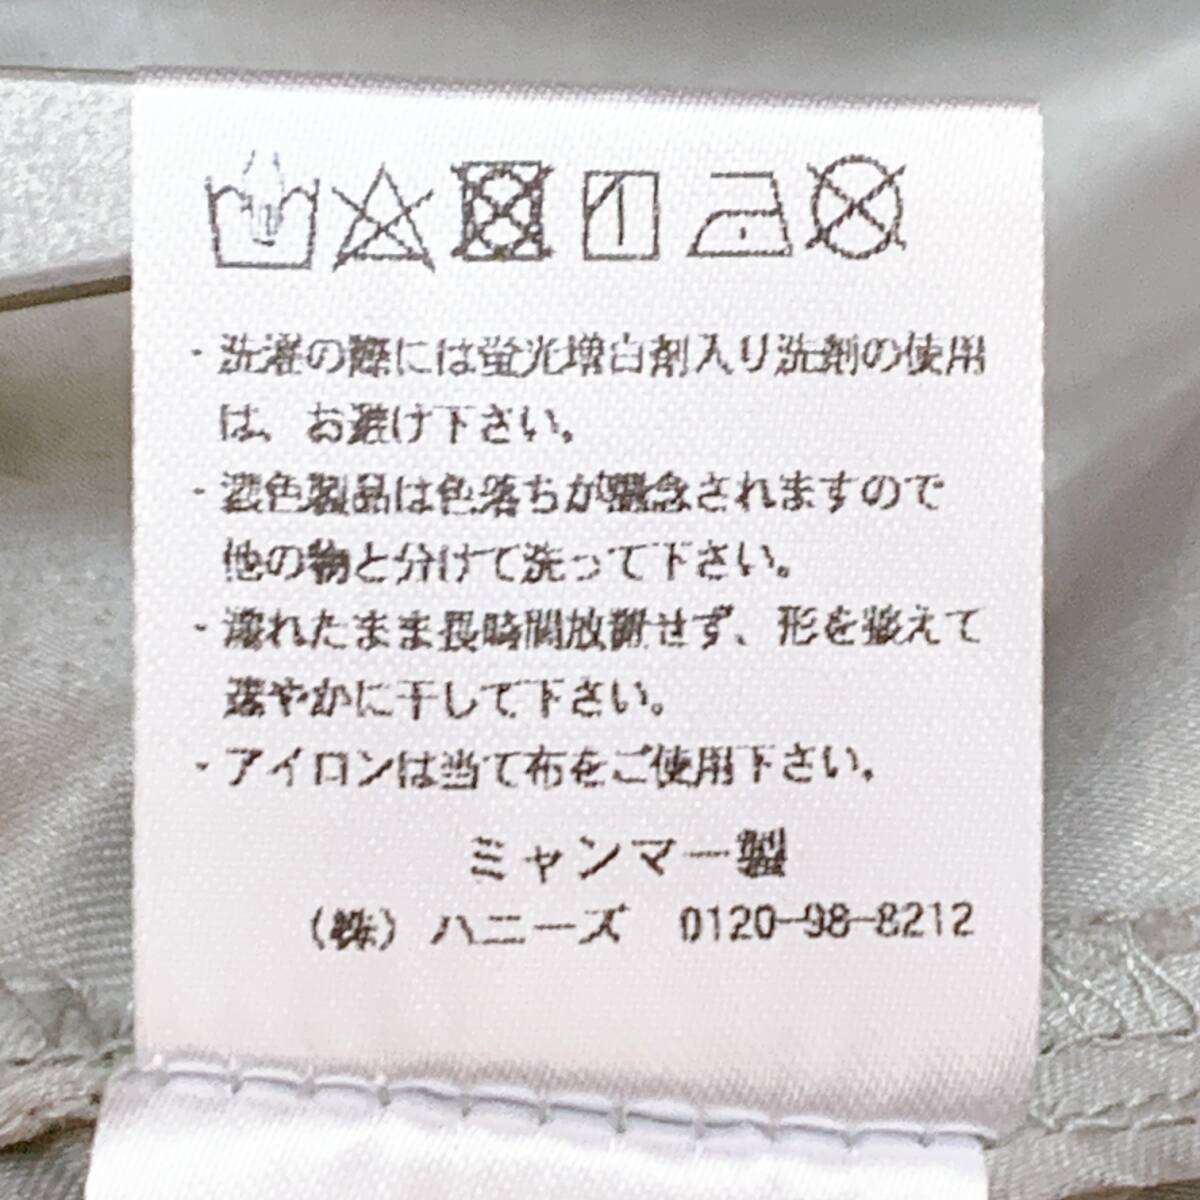 ・洗濯の際には蛍光増白剤入り洗剤の使用
は、お避け下さい。
・濃色製品は色落ちが懸念されますので
他の物と分けて洗って下さい。
・濡れたまま長時間放置せず、形を整えて
速やかに干して下さい。
・アイロンは当て布をご使用下さい。
ミャンマー製
(株)ハニーズ 0120-98-8212